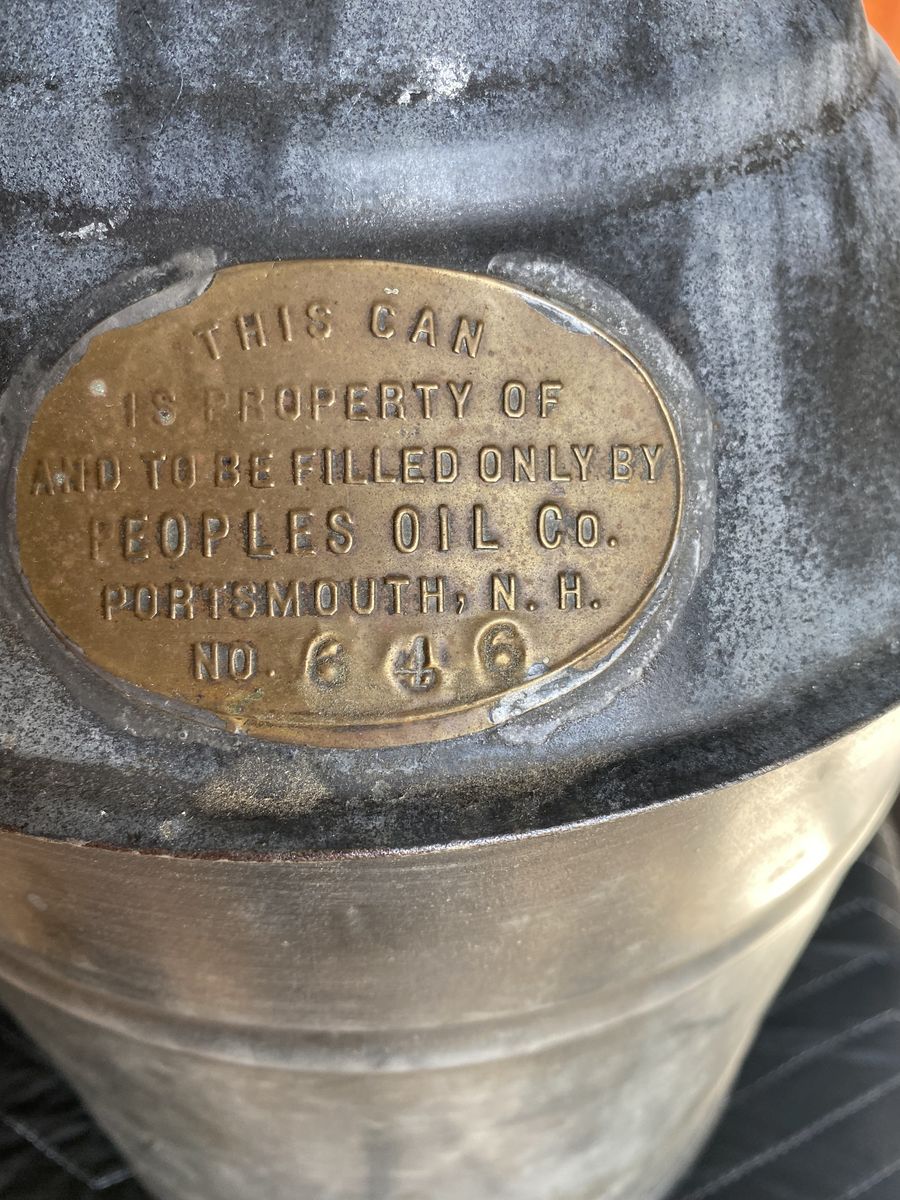 THIS CAN
IS PROPERTY OF
AND TO BE FILLED ONLY BY
PEOPLES OIL Co.
PORTSMOUTH, N. H.
NO. 646